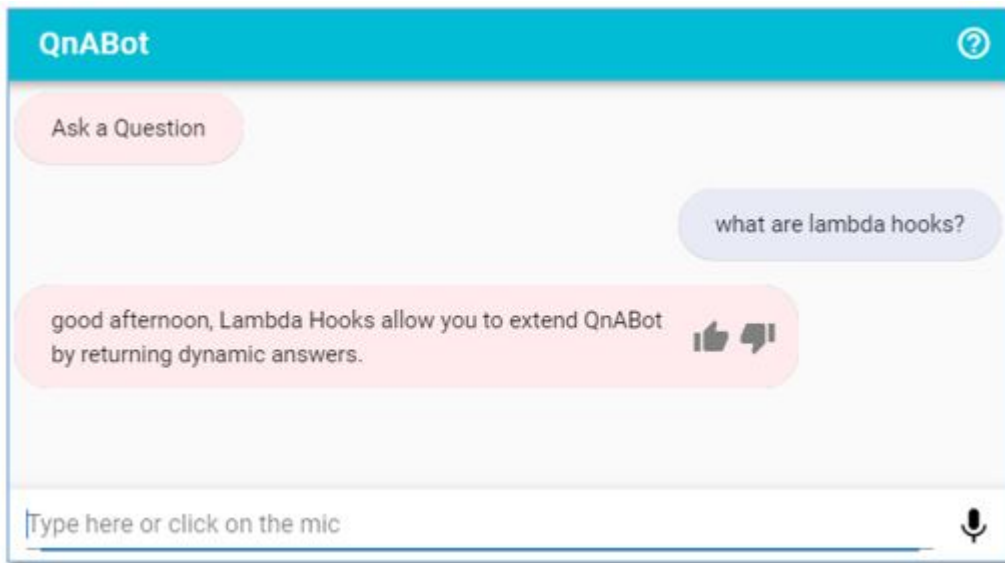 QnABot
Ask a Question
what are lambda hooks?
good afternoon, Lambda Hooks allow you to extend QnABot
by returning dynamic answers.
Type here or click on the mic